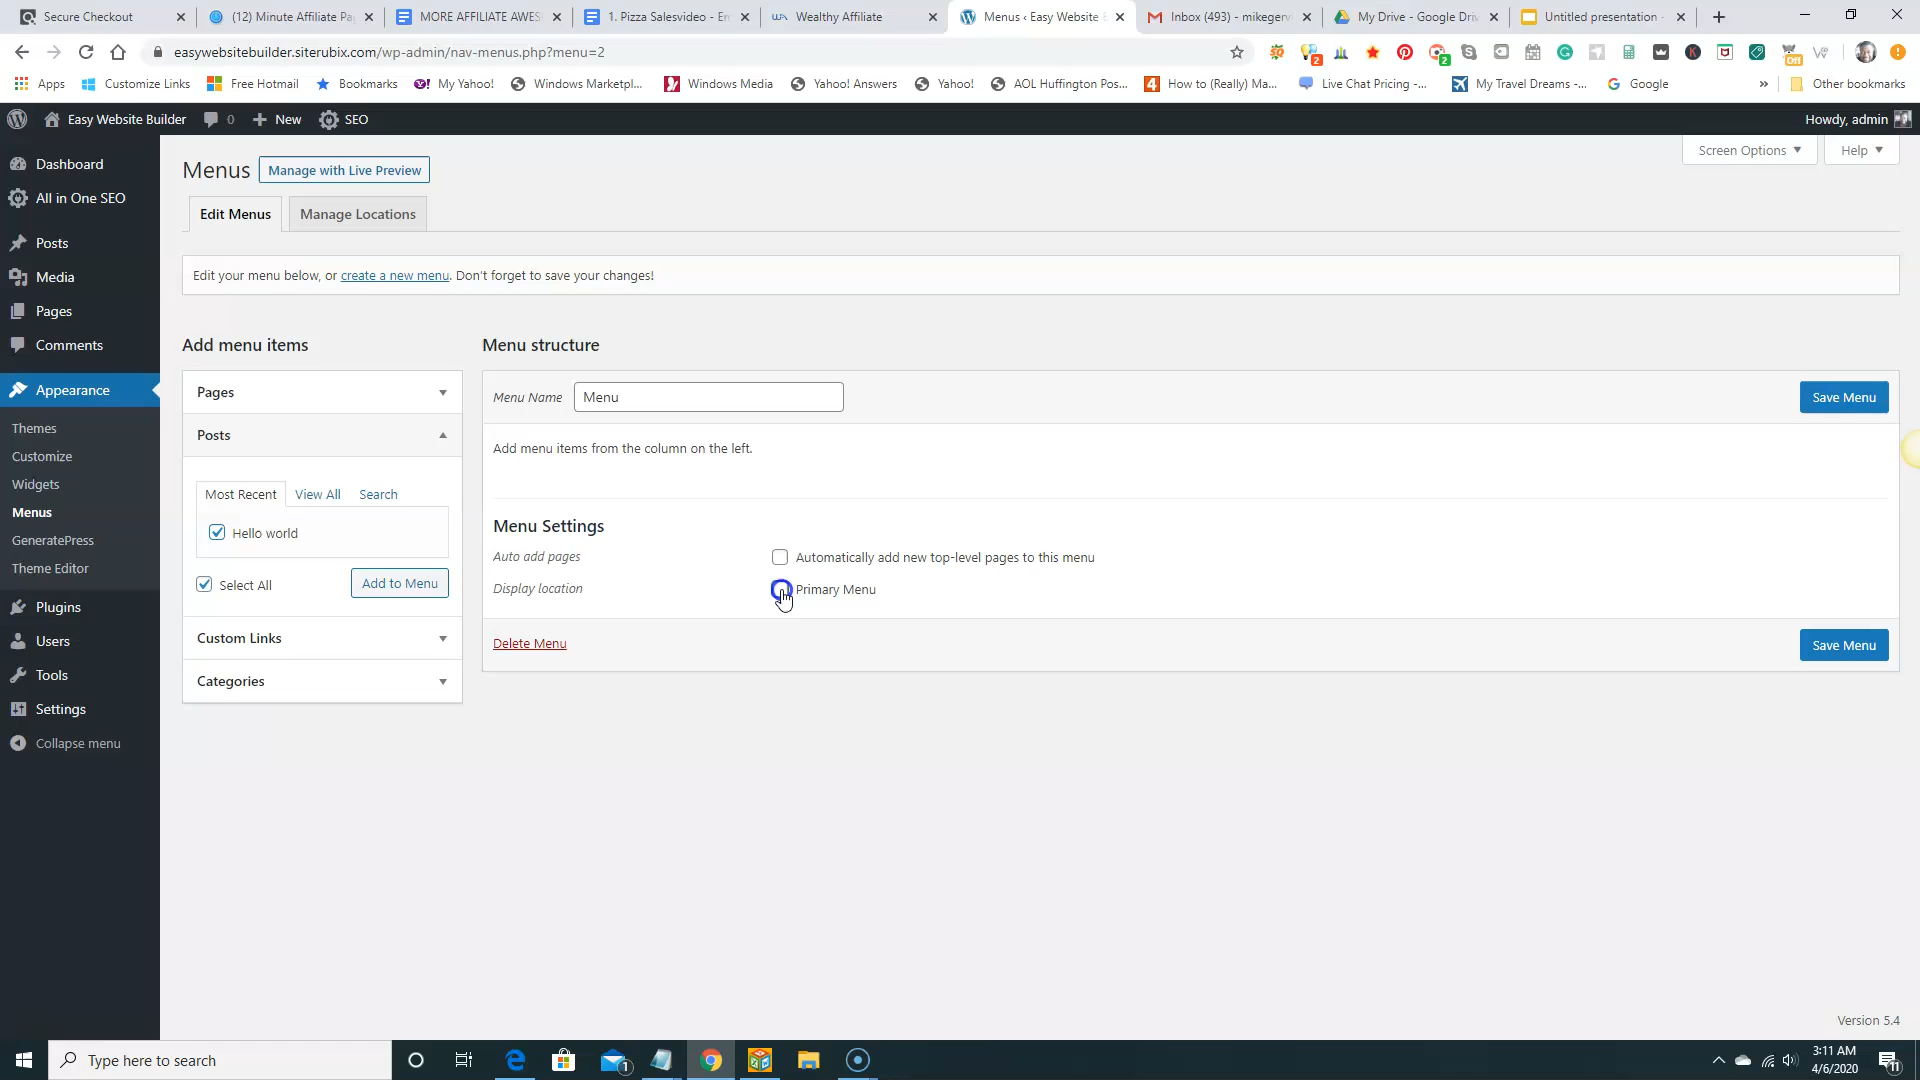 Secure Checkout
(12) Minute Affiliate Pa
MORE AFFILIATE AWES
1. Pizza Salesvideo - E
Wealthy Affiliate
Menus ‹ Easy Website
Inbox (493) - mikeger
My Drive - Google Dri
Untitled presentation -
easywebsitebuilder.siterubix.com/wp-admin/nav-menus.php?menu=2
Apps
Customize Links
Free Hotmail
Bookmarks
My Yahoo!
Windows Marketpl...
Windows Media
Yahoo! Answers
Yahoo!
AOL Huffington Pos...
How to (Really) Ma...
Live Chat Pricing -...
My Travel Dreams -...
Google
»
Other bookmarks
Easy Website Builder
0
New
SEO
Howdy, admin
Dashboard
All in One SEO
Posts
Media
Pages
Comments
Appearance
Themes
Customize
Widgets
Menus
GeneratePress
Theme Editor
Plugins
Users
Tools
Settings
Collapse menu
Menus
Manage with Live Preview
Screen Options
Help
Edit Menus
Manage Locations
Edit your menu below, or create a new menu. Don't forget to save your changes!
Add menu items
Pages
Posts
Most Recent
View All
Search
Hello world
Select All
Add to Menu
Custom Links
Categories
Menu structure
Menu Name
Menu
Save Menu
Add menu items from the column on the left.
Menu Settings
Auto add pages
Automatically add new top-level pages to this menu
Display location
Primary Menu
Delete Menu
Save Menu
Version 5.4
Type here to search
3:11 AM
4/6/2020